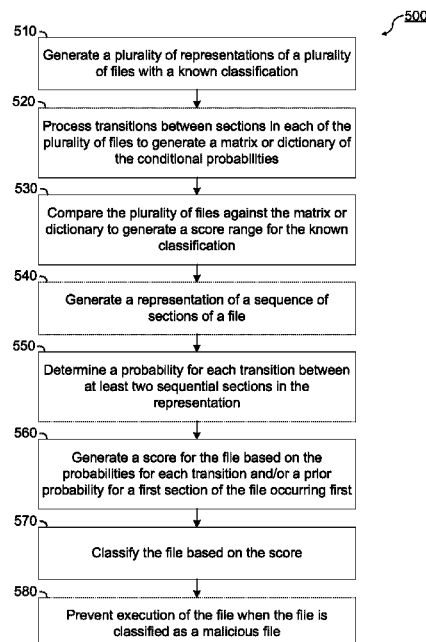 500
510
Generate a plurality of representations of a plurality
of files with a known classification
520
Process transitions between sections in each of the
plurality of files to generate a matrix or dictionary
of the conditional probabilities
530
Compare the plurality of files against the matrix or
dictionary to generate a score range for the known
classification
540
Generate a representation of a sequence of
sections of a file
550
Determine a probability for each transition between
at least two sequential sections in the
representation
560
Generate a score for the file based on the
probabilities for each transition and/or a prior
probability for a first section of the file occurring first
570
Classify the file based on the score
580
Prevent execution of the file when the file is
classified as a malicious file